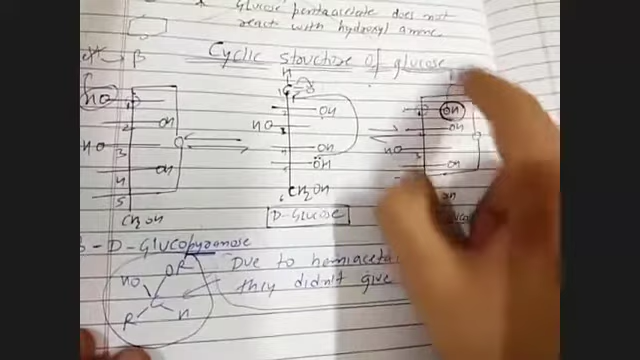 * Glucose pentaacetate does not
react with hydroxyl amine
Cyclic structure of glucose
β
HO
1
2
OH
HO
3
OH
4
5
CH2OH
O
H
C
O
OH
HO
OH
OH
6 CH2OH
D-Glucose
OH
OH
HO
OH
OH
O
β-D-Glucopyranose
Due to hemiaceta
they didn't give
HO
OR
C
R
H